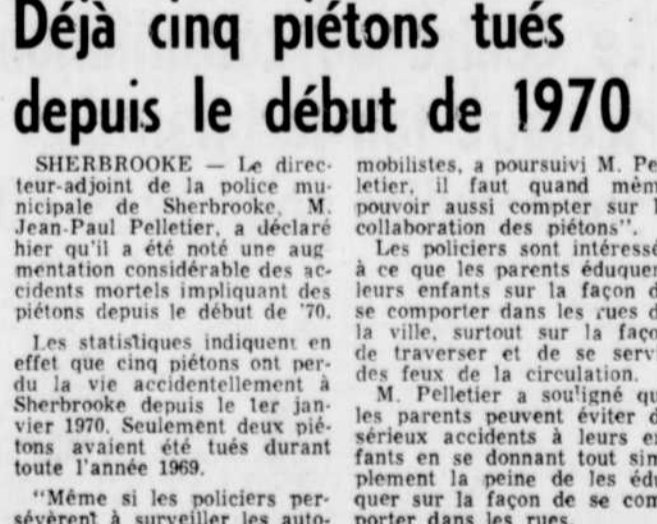 Déjà cinq piétons tués
depuis le début de 1970
SHERBROOKE — Le direc-
teur-adjoint de la police mu-
nicipale de Sherbrooke, M.
Jean-Paul Pelletier, a déclaré
hier qu'il a été noté une aug
mentation considérable des ac-
cidents mortels impliquant des
piétons depuis le début de '70.
Les statistiques indiquent en
effet que cinq piétons ont per-
du la vie accidentellement à
Sherbrooke depuis le 1er jan-
vier 1970. Seulement deux pié-
tons avaient été tués durant
toute l'année 1969.
"Même si les policiers per-
sévèrent à surveiller les auto-
mobilistes, a poursuivi M. Pe
letier, il faut quand mêm
pouvoir aussi compter sur l
collaboration des piétons".
Les policiers sont intéressé
à ce que les parents éduquen
leurs enfants sur la façon d
se comporter dans les rues d
la ville, surtout sur la faço
de traverser et de se servi
des feux de la circulation.
M. Pelletier a souligné qu
les parents peuvent éviter d
sérieux accidents à leurs en
fants en se donnant tout sim
plement la peine de les édu
quer sur la façon de se com
porter dans les rues.